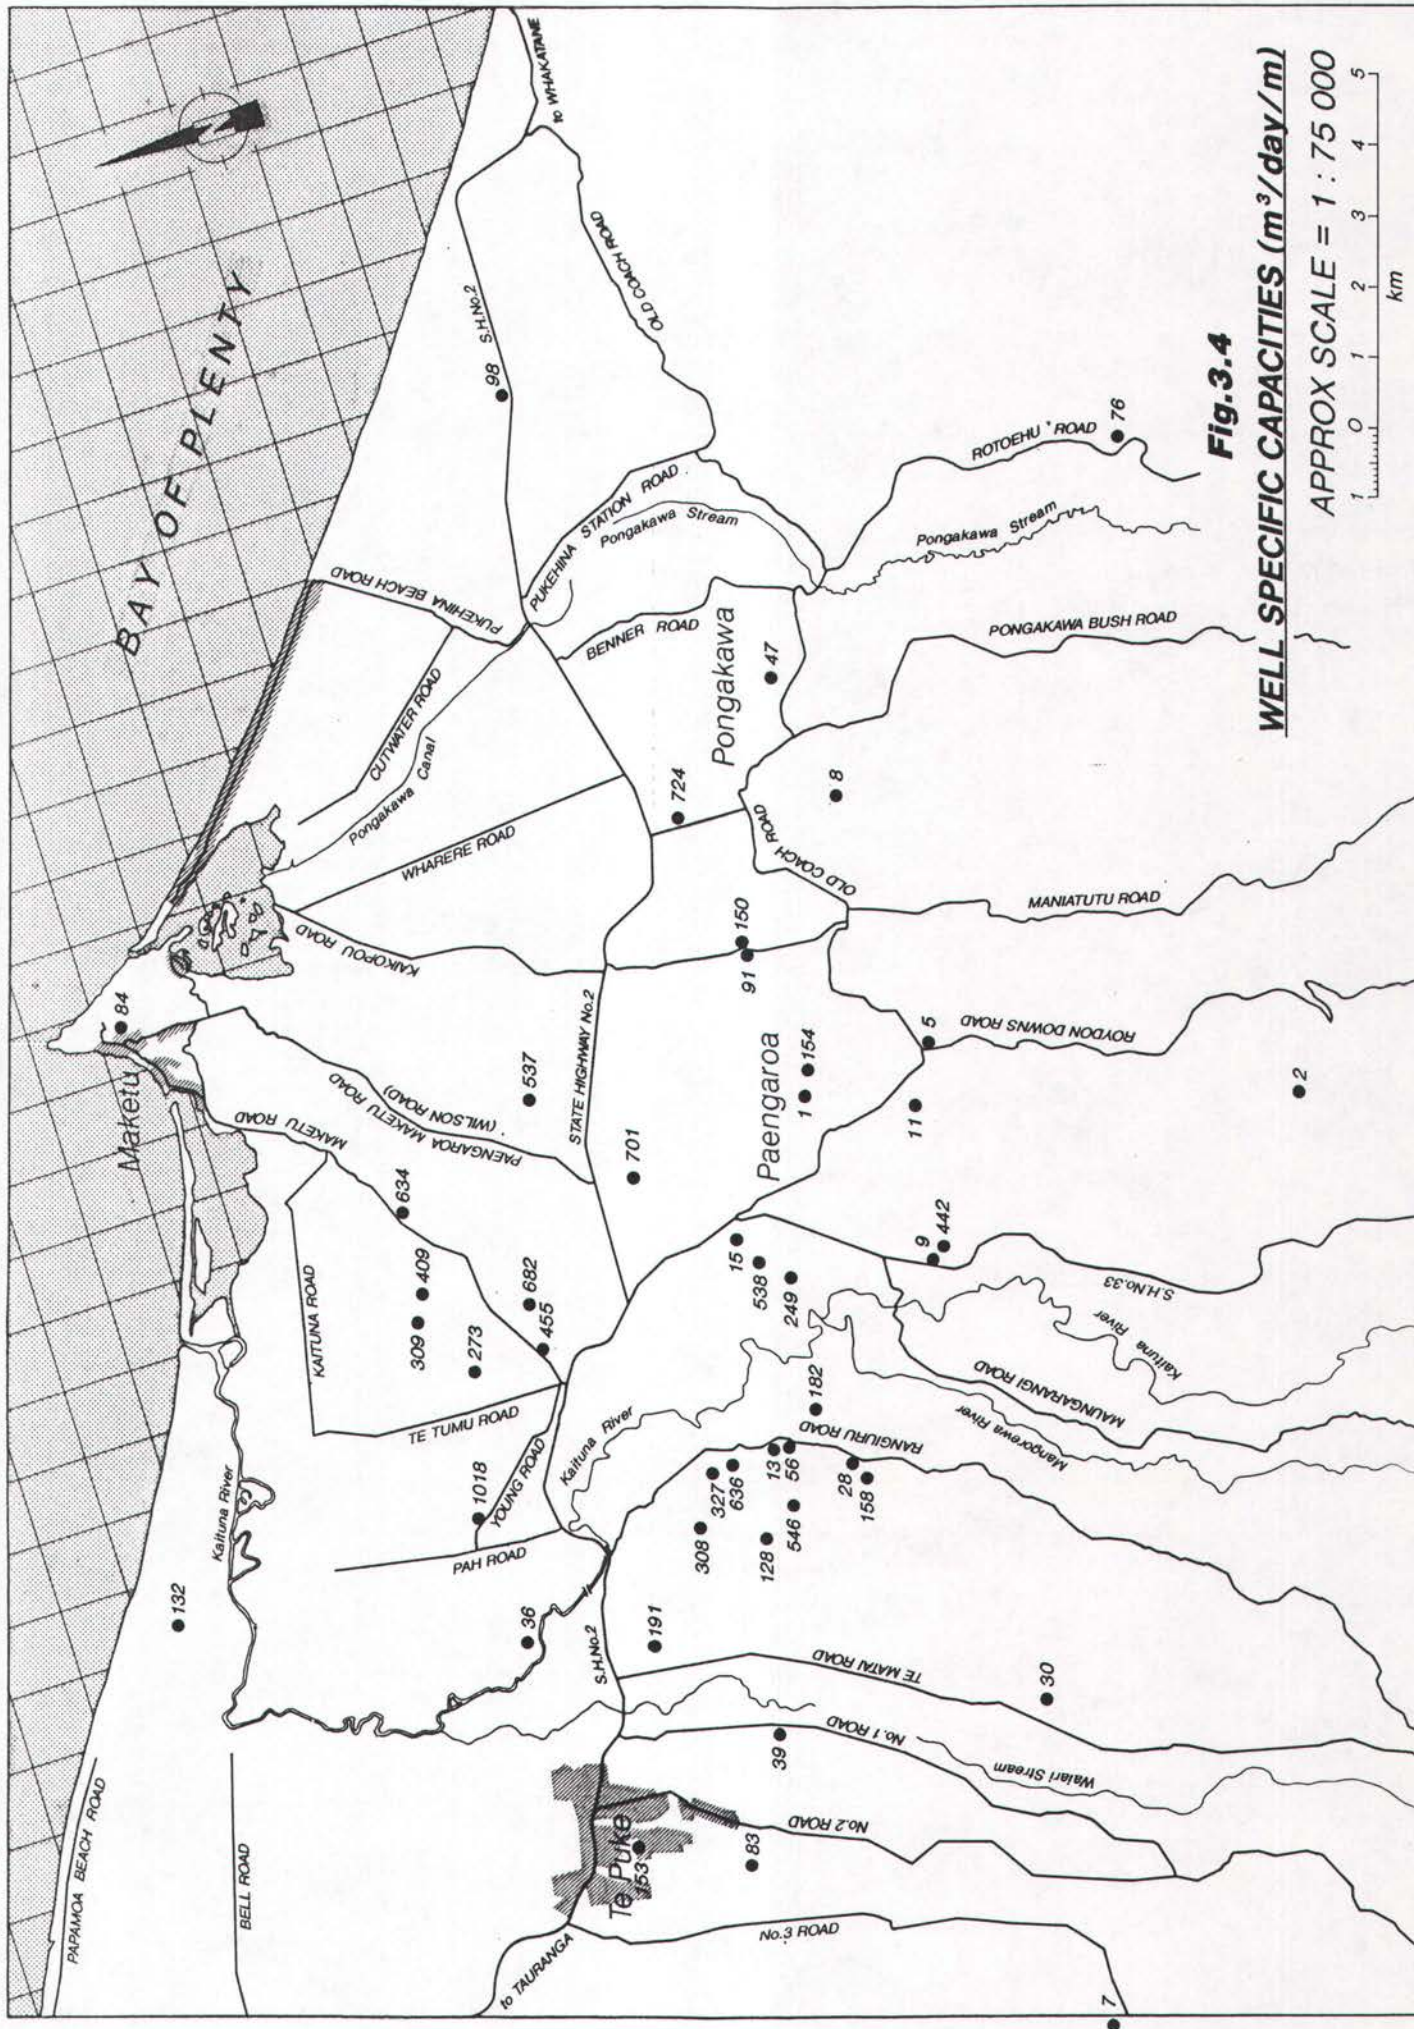 BAY OF PLENTY
N
Maketu
84
PAPAMOA BEACH ROAD
BELL ROAD
132
Kaituna River
KAITUNA ROAD
MAKETU ROAD
PAENGAROA MAKETU ROAD
(WILSON ROAD)
KAIKOPOU ROAD
WHARERE ROAD
Pongakawa Canal
CUTWATER ROAD
PUKEHINA BEACH ROAD
S.H.No.2
98
to WHAKATANE
OLD COACH ROAD
634
409
309
273
682
455
TE TUMU ROAD
1018
YOUNG ROAD
PAH ROAD
36
537
STATE HIGHWAY No.2
701
PUKEHINA STATION ROAD
Pongakawa Stream
BENNER ROAD
Pongakawa
47
724
OLD COACH ROAD
8
150
91
Paengaroa
1
154
5
11
ROYDON DOWNS ROAD
MANIATUTU ROAD
PONGAKAWA BUSH ROAD
Pongakawa Stream
ROTOEHU ROAD
76
2
to TAURANGA
Te Puke
153
83
No.3 ROAD
No.2 ROAD
39
No.1 ROAD
Waiari Stream
S.H.No.2
191
TE MATAI ROAD
30
Kaituna River
308
327
636
128
13
56
546
28
158
182
RANGIURU ROAD
15
538
249
9
442
S.H.No.33
Kaituna River
MAUNGARANGI ROAD
Mangorewa River
7
Fig.3.4
WELL SPECIFIC CAPACITIES (m³/day/m)
APPROX SCALE = 1 : 75 000
1 0 1 2 3 4 5
km